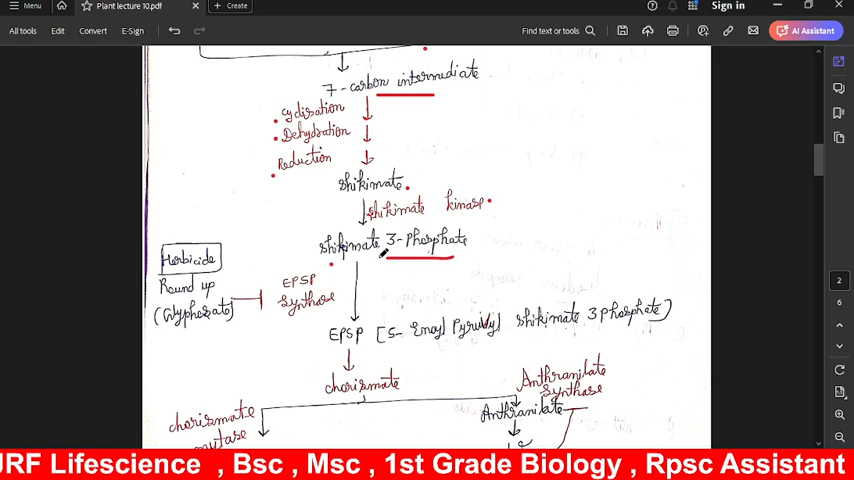 Menu
Plant lecture 10.pdf
Create
Sign in
All tools
Edit
Convert
E-Sign
Find text or tools
AI Assistant
7-carbon intermediate
Cyclisation
Dehydration
Reduction
Shikimate
Shikimate kinase
Shikimate 3-Phosphate
Herbicide
Round up
(Glyphosate)
EPSP
Synthase
EPSP [5-Enoyl Pyruvyl Shikimate 3 Phosphate)
chorismate
Anthranilate
Synthase
chorismate
mutase
Anthranilate
2
6
JRF Lifescience , Bsc , Msc , 1st Grade Biology , Rpsc Assistant